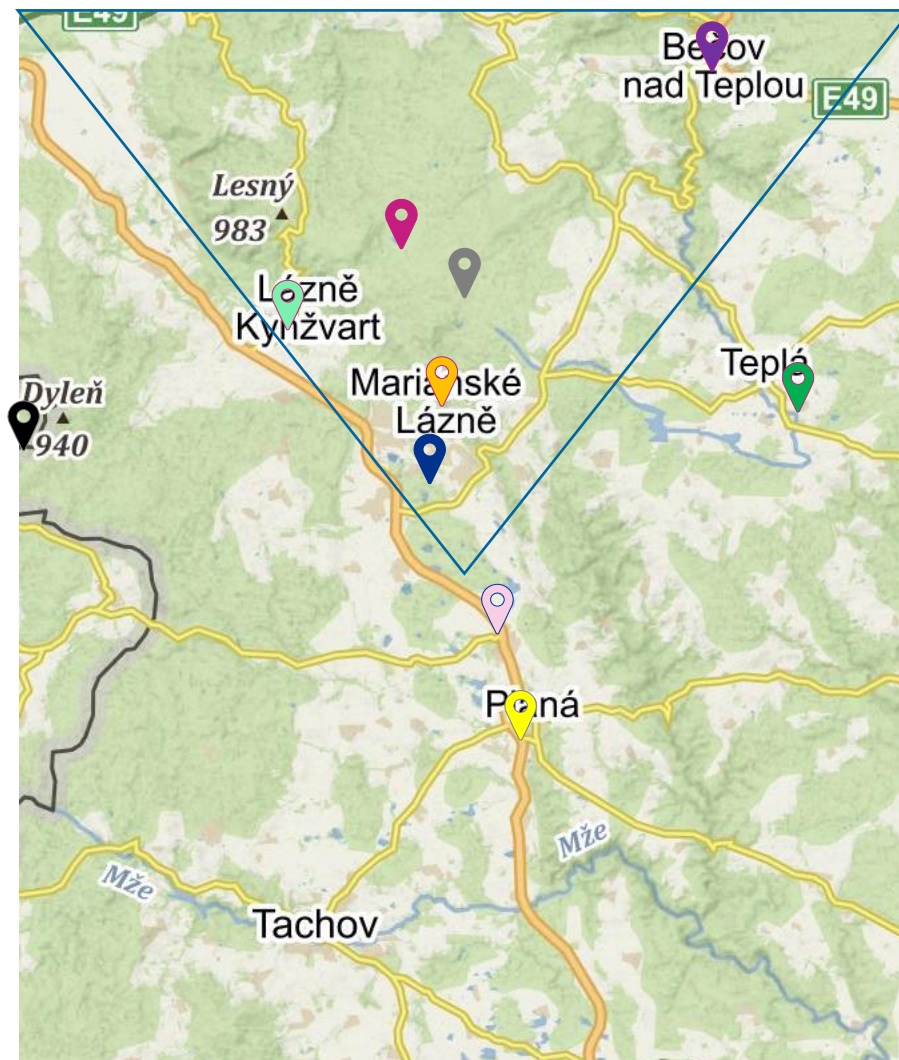 E49
Bečov
nad Teplou
E49
Lesný
983
Lázně
Kynžvart
Teplá
Mariánské
Lázně
Dyleň
940
Planá
Mže
Mže
Tachov